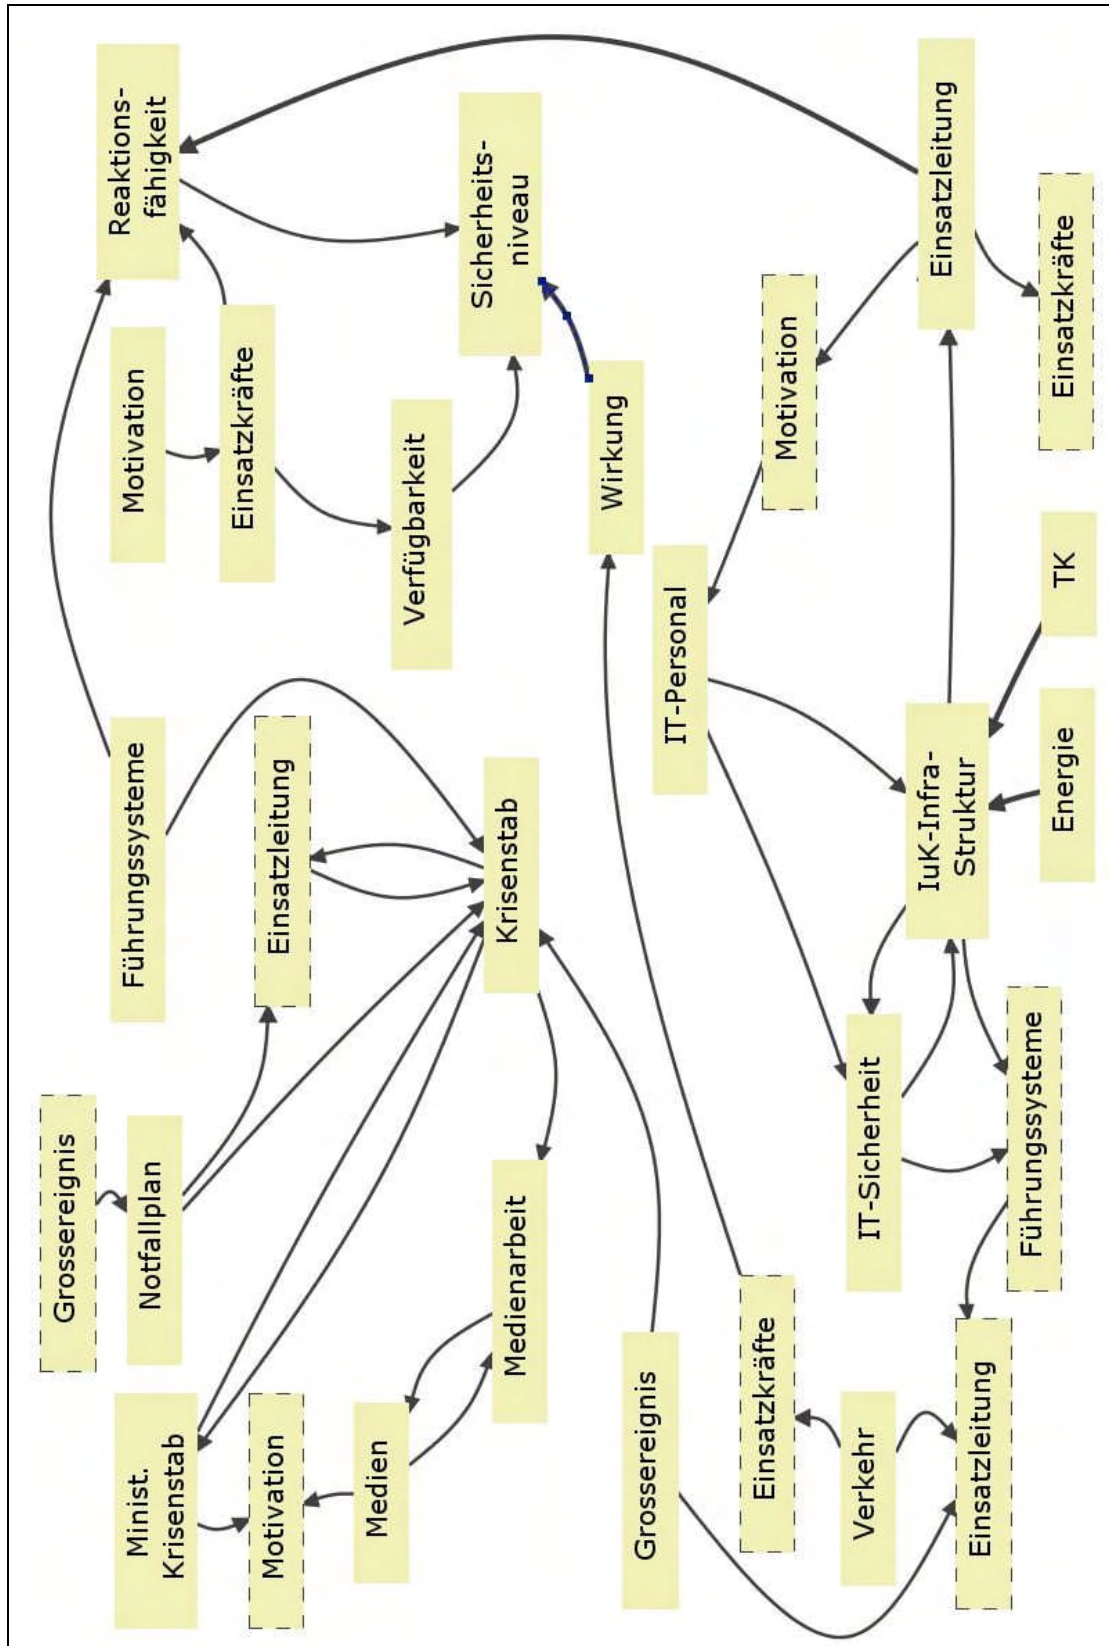 Minist.
Krisenstab
Grossereignis
Notfallplan
Führungssysteme
Motivation
Reaktions-
fähigkeit
Motivation
Einsatzleitung
Einsatzkräfte
Medien
Medienarbeit
Krisenstab
Verfügbarkeit
Sicherheits-
niveau
Grossereignis
Wirkung
Einsatzkräfte
IT-Personal
Motivation
Verkehr
IT-Sicherheit
IuK-Infra-
Struktur
Einsatzleitung
Einsatzleitung
Führungssysteme
Energie
TK
Einsatzkräfte